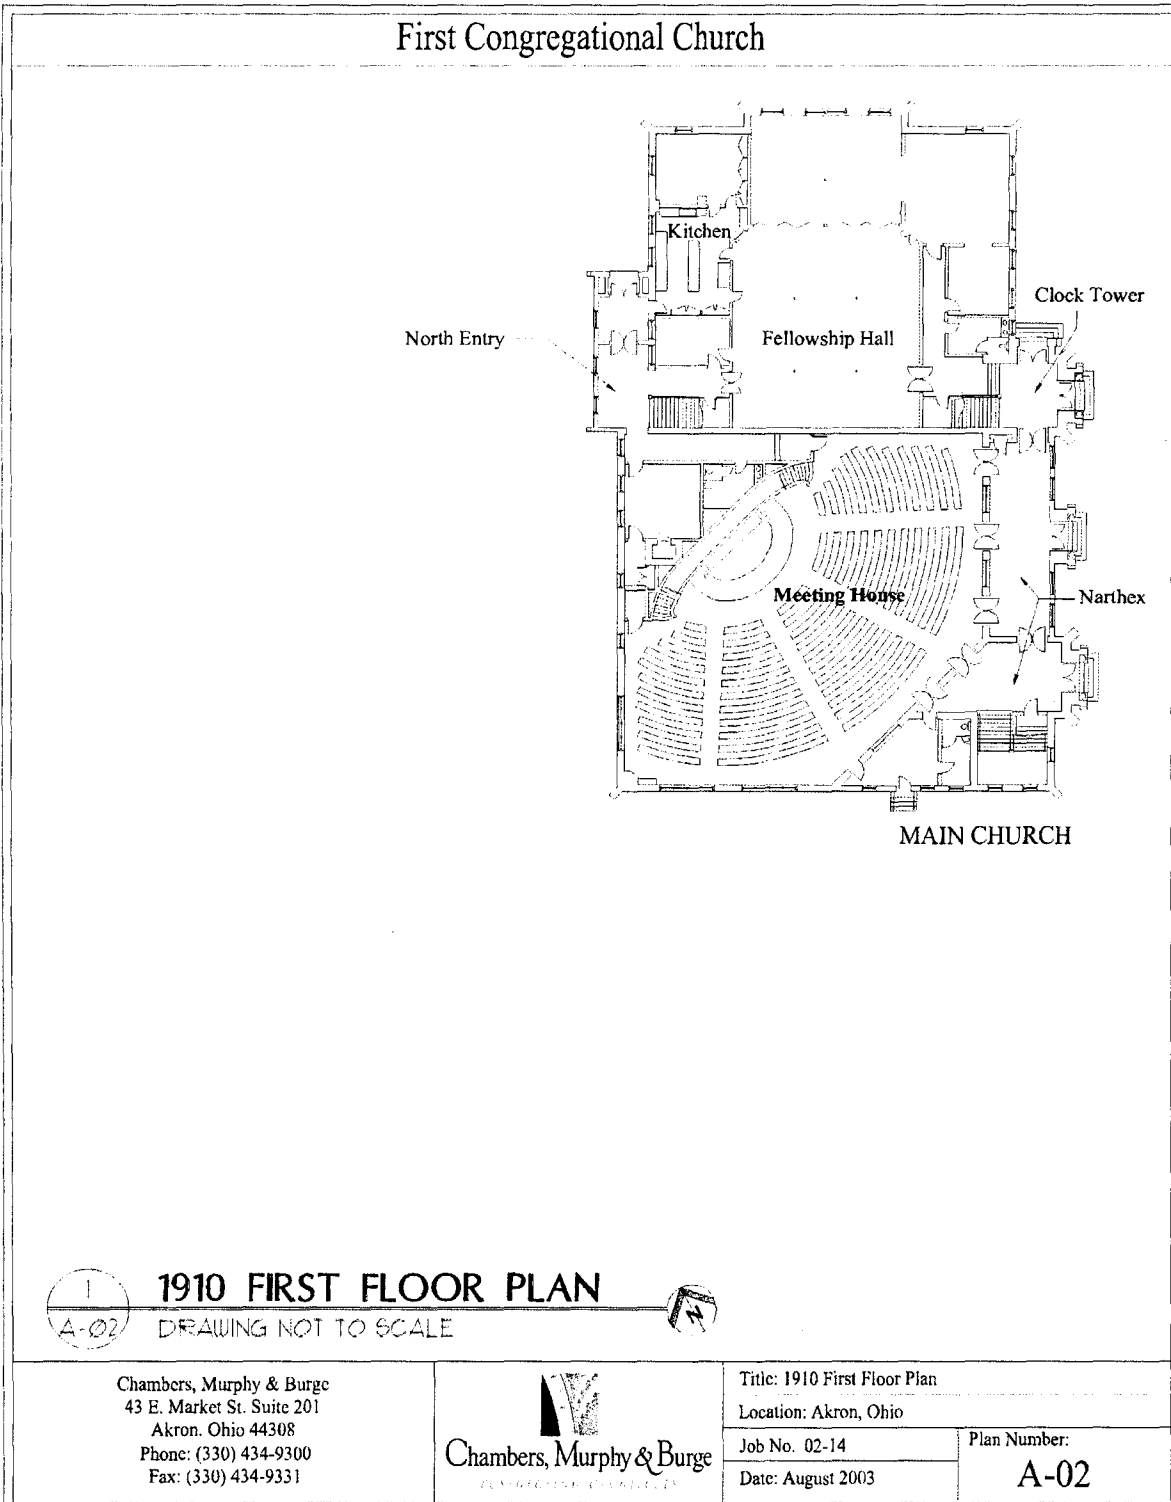 First Congregational Church
Kitchen
Clock Tower
North Entry
Fellowship Hall
Meeting House
Narthex
MAIN CHURCH
1
A-02
1910 FIRST FLOOR PLAN
DRAWING NOT TO SCALE
N
Chambers, Murphy & Burge
43 E. Market St. Suite 201
Akron. Ohio 44308
Phone: (330) 434-9300
Fax: (330) 434-9331
Chambers, Murphy & Burge
Title: 1910 First Floor Plan
Location: Akron, Ohio
Job No. 02-14
Date: August 2003
Plan Number:
A-02